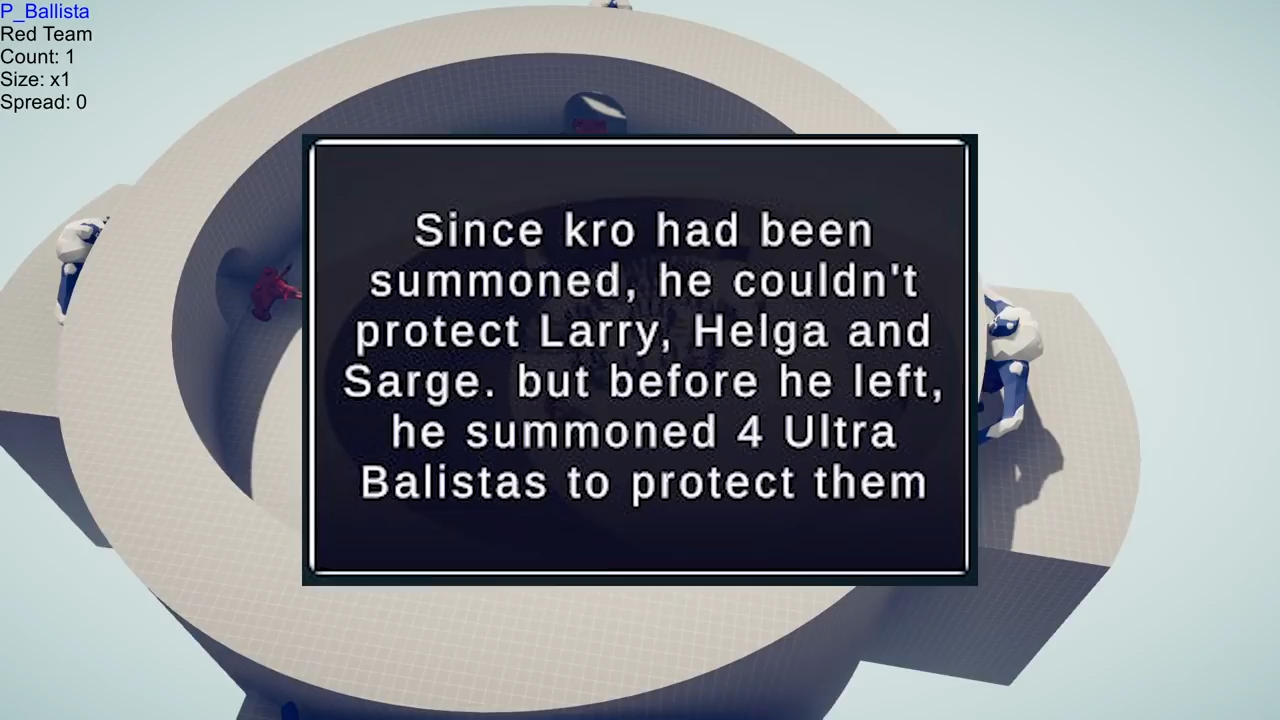 P_Ballista
Red Team
Count: 1
Size: x1
Spread: 0
Since kro had been
summoned, he couldn't
protect Larry, Helga and
Sarge. but before he left,
he summoned 4 Ultra
Balistas to protect them